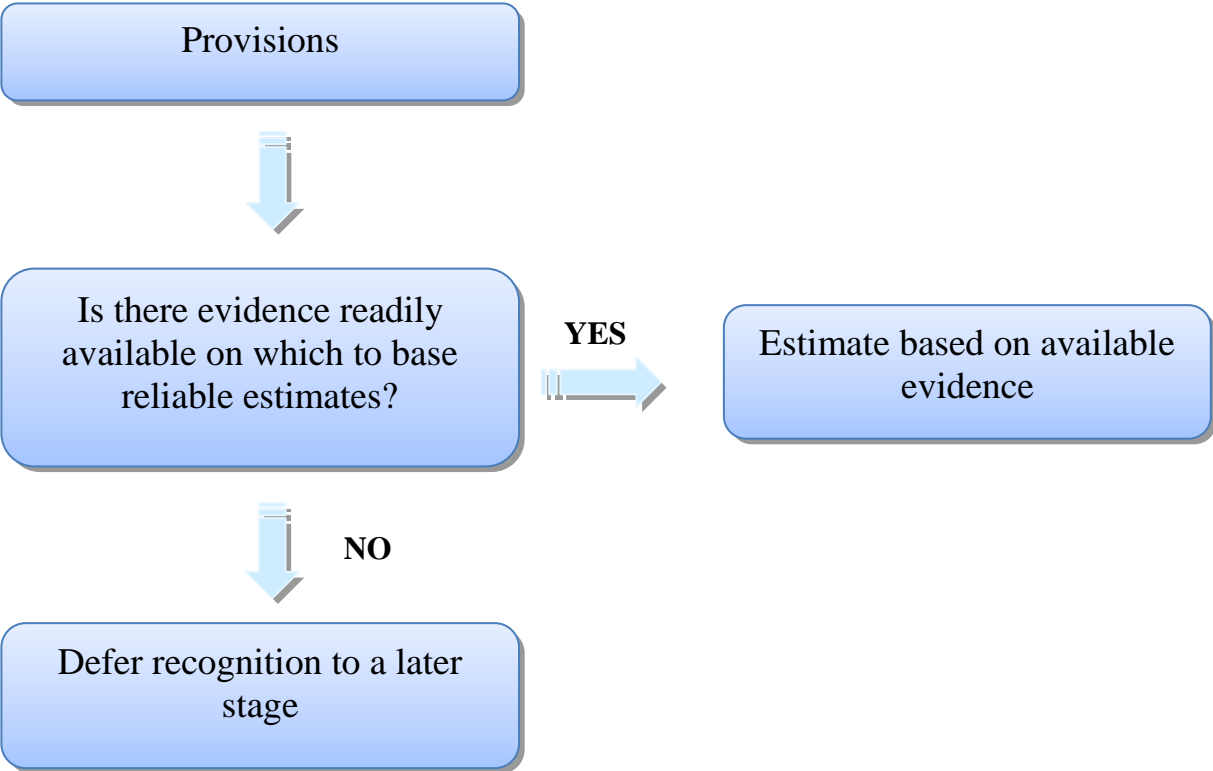 Provisions
Is there evidence readily
available on which to base
reliable estimates?
YES
Estimate based on available
evidence
NO
Defer recognition to a later
stage